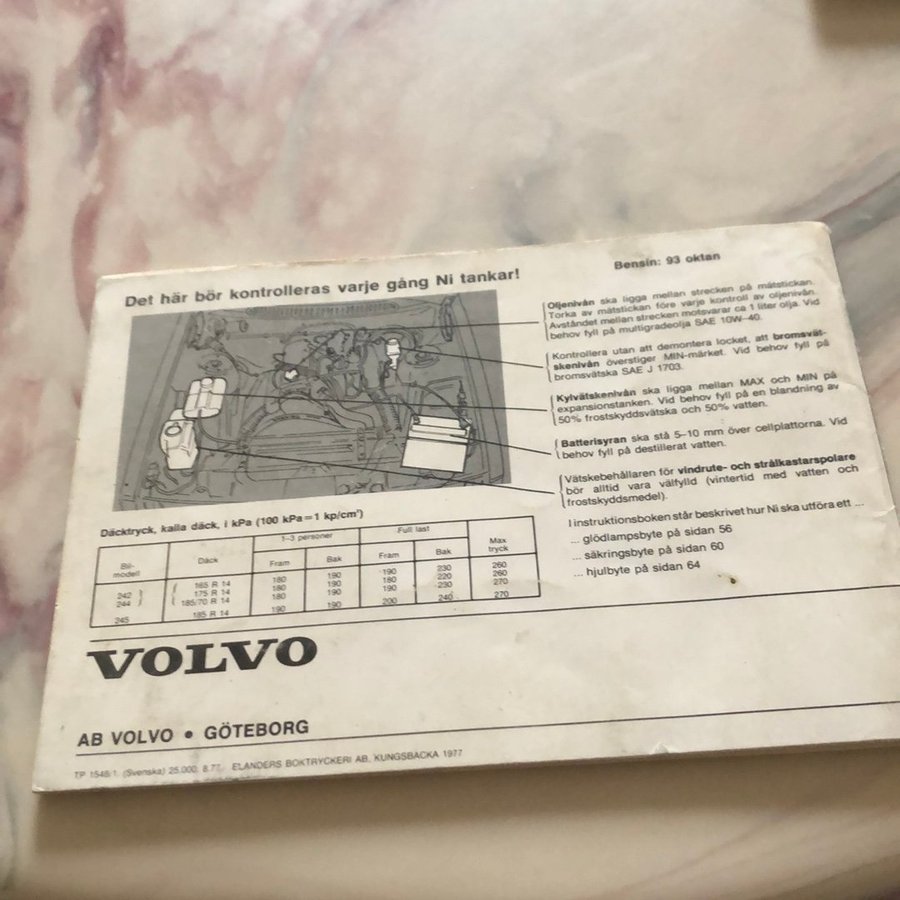 Det här bör kontrolleras varje gång Ni tankar!
Bensin: 93 oktan
Oljenivån ska ligga mellan strecken på mätstickan.
Torka av mätstickan före varje kontroll av oljenivån.
Avståndet mellan strecken motsvarar ca 1 liter olja. Vid
behov fyll på multigradeolja SAE 10W-40.
Kontrollera utan att demontera locket, att bromsvät-
skenivån överstiger MIN-märket. Vid behov fyll på
bromsvätska SAE J 1703.
Kylvätskenivån ska ligga mellan MAX och MIN på
expansionstanken. Vid behov fyll på en blandning av
50% frostskyddsvätska och 50% vatten.
Batterisyran ska stå 5-10 mm över cellplattorna. Vid
behov fyll på destillerat vatten.
Vätskebehållaren för vindrute- och strålkastarspolare
bör alltid vara välfylld (vintertid med vatten och
frostskyddsmedel).
I instruktionsboken står beskrivet hur Ni ska utföra ett ...
... glödlampsbyte på sidan 56
... säkringsbyte på sidan 60
... hjulbyte på sidan 64
Däcktryck, kalla däck, i kPa (100 kPa=1 kp/cm²)
Bil-
modell
Däck
1-3 personer
Full last
Max
tryck
Fram Bak Fram Bak
242 244
165 R 14 180 190 190 230 260
175 R 14 180 190 180 220 260
185/70 R 14 180 190 190 230 270
245 185 R 14 190 190 200 240 270
VOLVO
AB VOLVO • GÖTEBORG
TP 1548/1. (Svenska) 25.000. 8.77. ELANDERS BOKTRYCKERI AB, KUNGSBACKA 1977